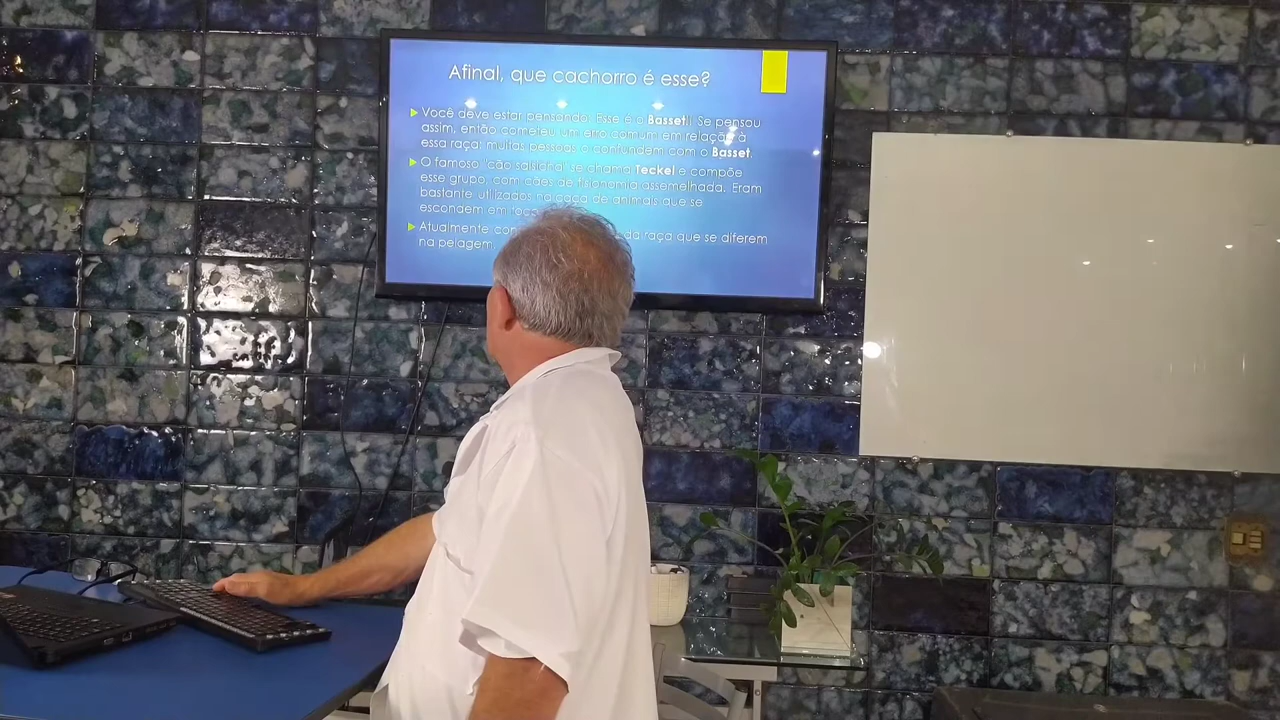 Afinal, que cachorro é esse?
Você deve estar pensando: Esse é o Basset!! Se pensou
assim, então cometeu um erro comum em relação à
essa raça: muitas pessoas o confundem com o Basset.
O famoso "cão salsicha" se chama Teckel e compõe
esse grupo, com cães de fisionomia assemelhada. Eram
bastante utilizados na caça de animais que se
escondem em
Atualmente da raça que se diferem
na pelagem.